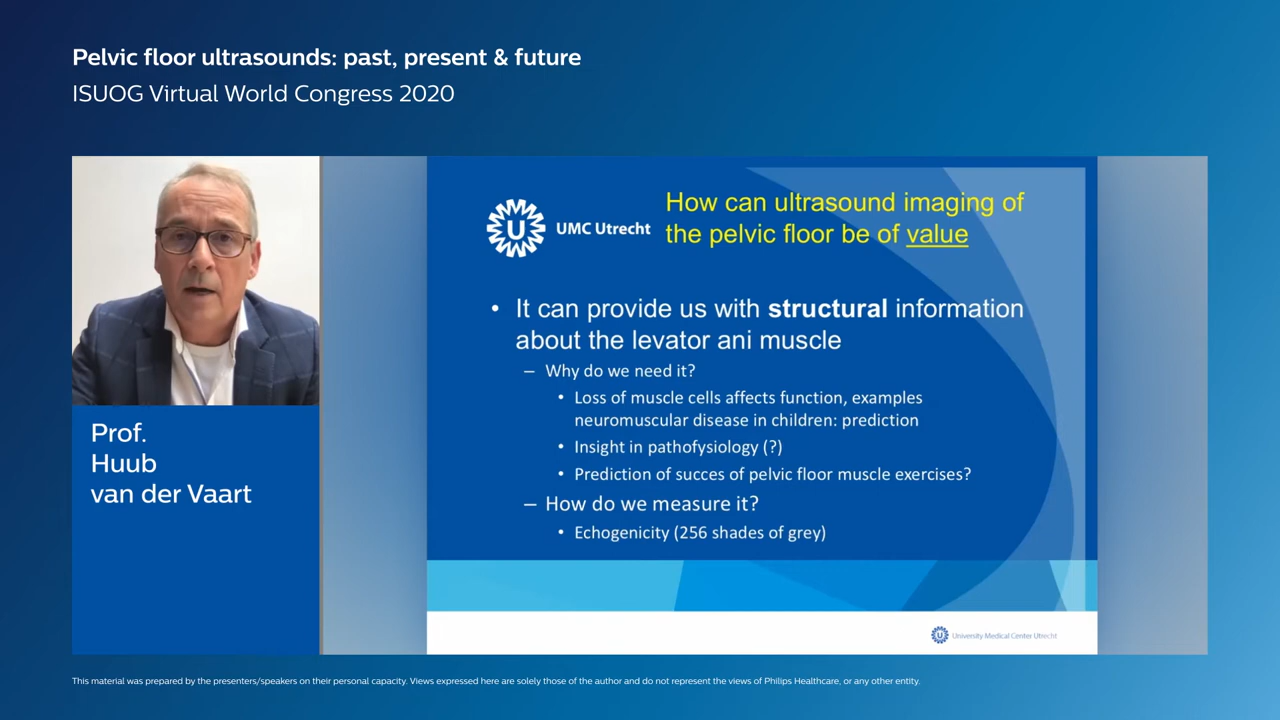 Pelvic floor ultrasounds: past, present & future
ISUOG Virtual World Congress 2020
Prof.
Huub
van der Vaart
U
UMC Utrecht
How can ultrasound imaging of
the pelvic floor be of value
• It can provide us with structural information
about the levator ani muscle
– Why do we need it?
• Loss of muscle cells affects function, examples
neuromuscular disease in children: prediction
• Insight in pathofysiology (?)
• Prediction of succes of pelvic floor muscle exercises?
– How do we measure it?
• Echogenicity (256 shades of grey)
U
University Medical Center Utrecht
This material was prepared by the presenters/speakers on their personal capacity. Views expressed here are solely those of the author and do not represent the views of Philips Healthcare, or any other entity.